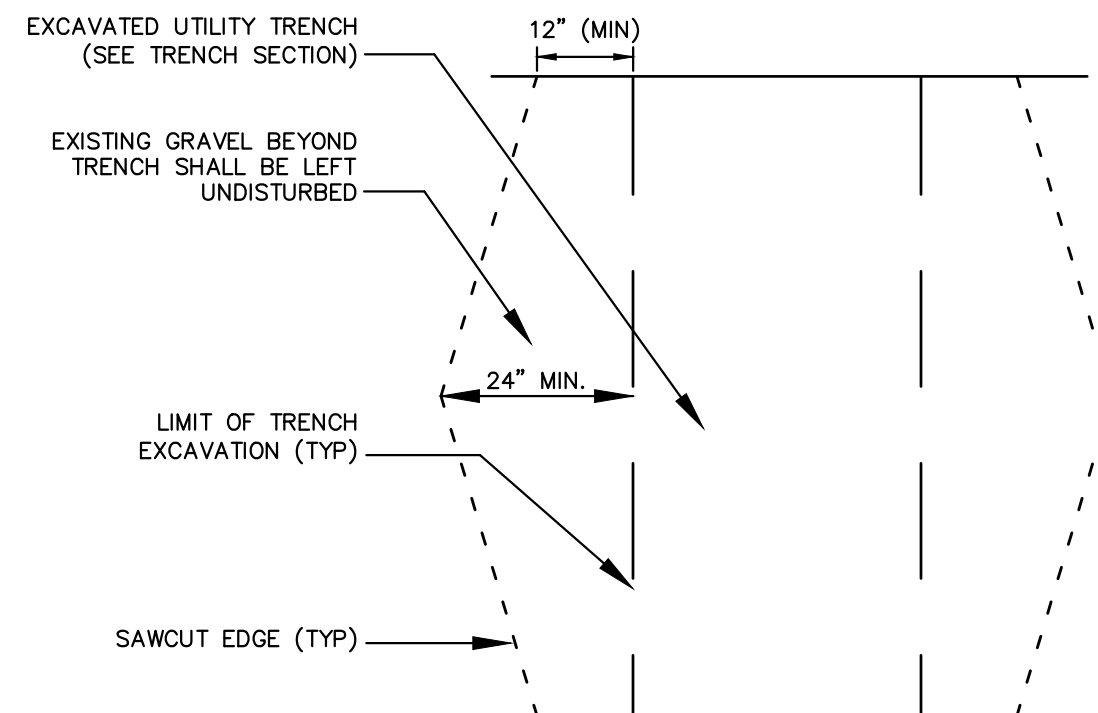 EXCAVATED UTILITY TRENCH
(SEE TRENCH SECTION)
12” (MIN)
EXISTING GRAVEL BEYOND
TRENCH SHALL BE LEFT
UNDISTURBED
24” MIN.
LIMIT OF TRENCH
EXCAVATION (TYP)
SAWCUT EDGE (TYP)